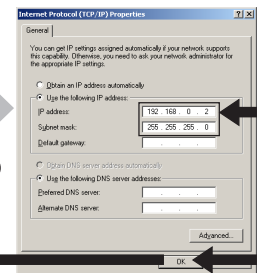 Internet Protocol (TCP/IP) Properties
General
You can get IP settings assigned automatically if your network supports
this capability. Otherwise, you need to ask your network administrator for
the appropriate IP settings.
Obtain an IP address automatically
Use the following IP address:
IP address: 192 . 168 . 0 . 2
Subnet mask: 255 . 255 . 255 . 0
Default gateway: . . .
Obtain DNS server address automatically
Use the following DNS server addresses:
Preferred DNS server: . . .
Alternate DNS server: . . .
Advanced...
OK